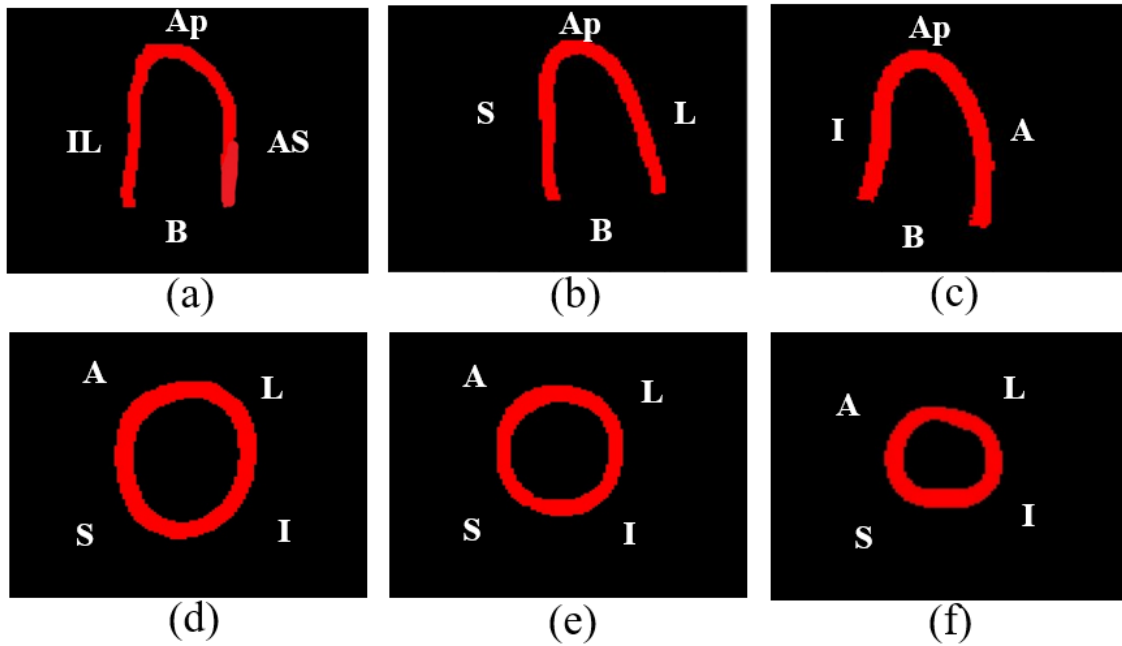 Ap Ap Ap
IL AS S L I A
B B B
(a) (b) (c)
A L A L A L
S I S I S I
(d) (e) (f)